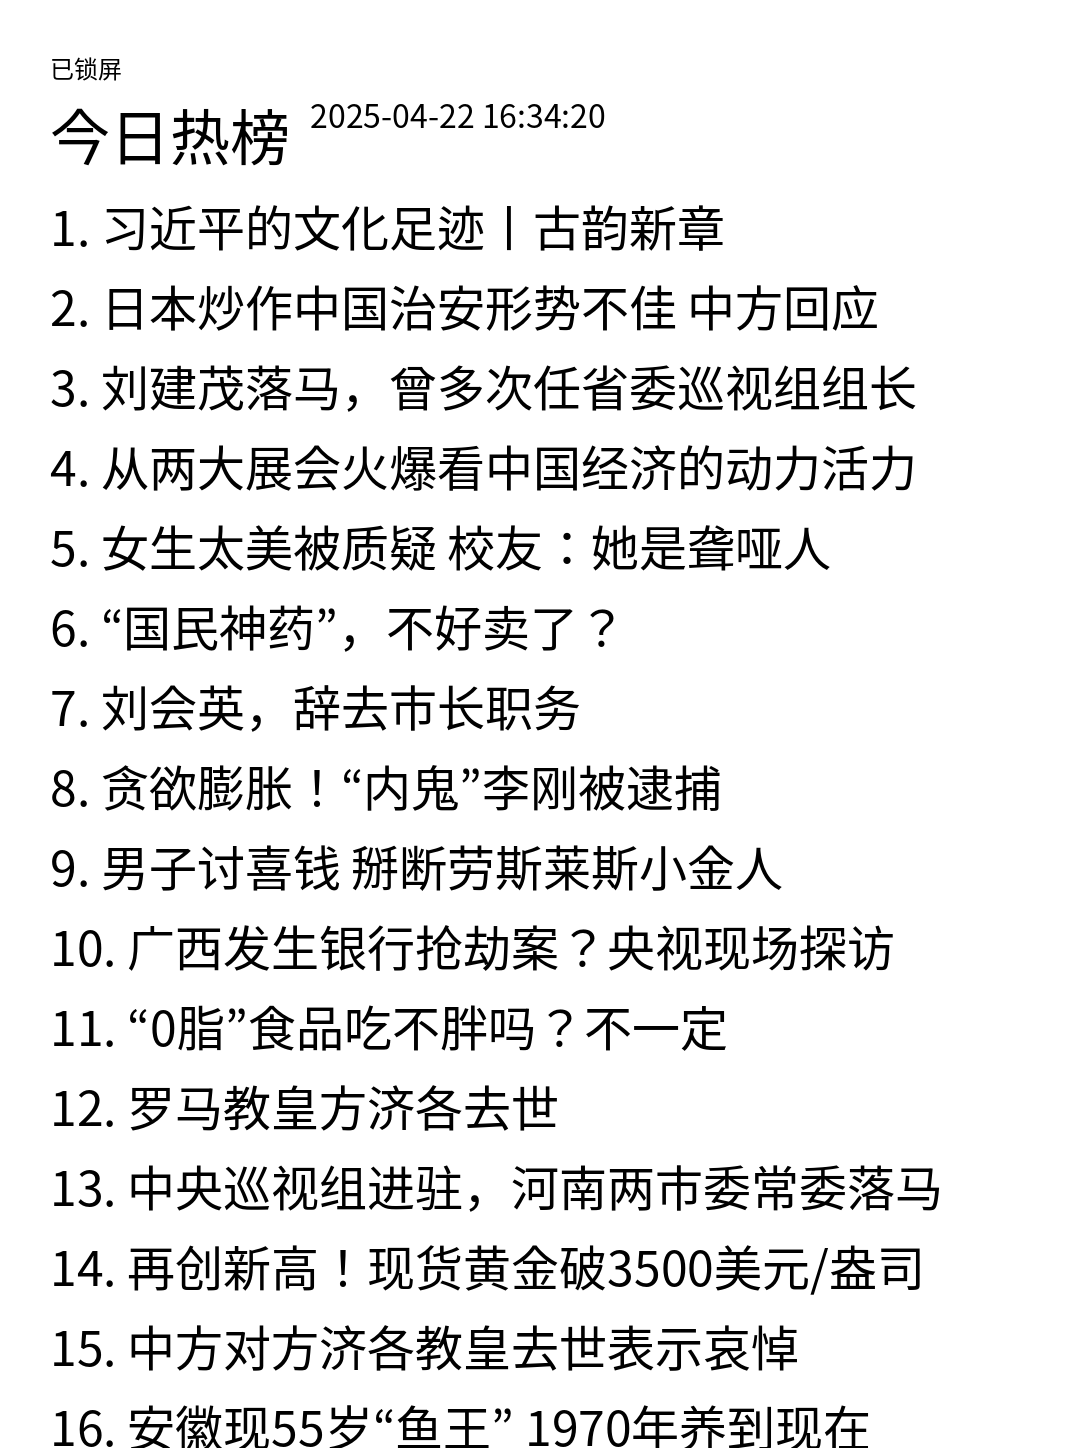 已锁屏
今日热榜 2025-04-22 16:34:20
1. 习近平的文化足迹丨古韵新章
2. 日本炒作中国治安形势不佳 中方回应
3. 刘建茂落马，曾多次任省委巡视组组长
4. 从两大展会火爆看中国经济的动力活力
5. 女生太美被质疑 校友：她是聋哑人
6. “国民神药”，不好卖了？
7. 刘会英，辞去市长职务
8. 贪欲膨胀！“内鬼”李刚被逮捕
9. 男子讨喜钱 掰断劳斯莱斯小金人
10. 广西发生银行抢劫案？央视现场探访
11. “0脂”食品吃不胖吗？不一定
12. 罗马教皇方济各去世
13. 中央巡视组进驻，河南两市委常委落马
14. 再创新高！现货黄金破3500美元/盎司
15. 中方对方济各教皇去世表示哀悼
16. 安徽现55岁“鱼王” 1970年养到现在